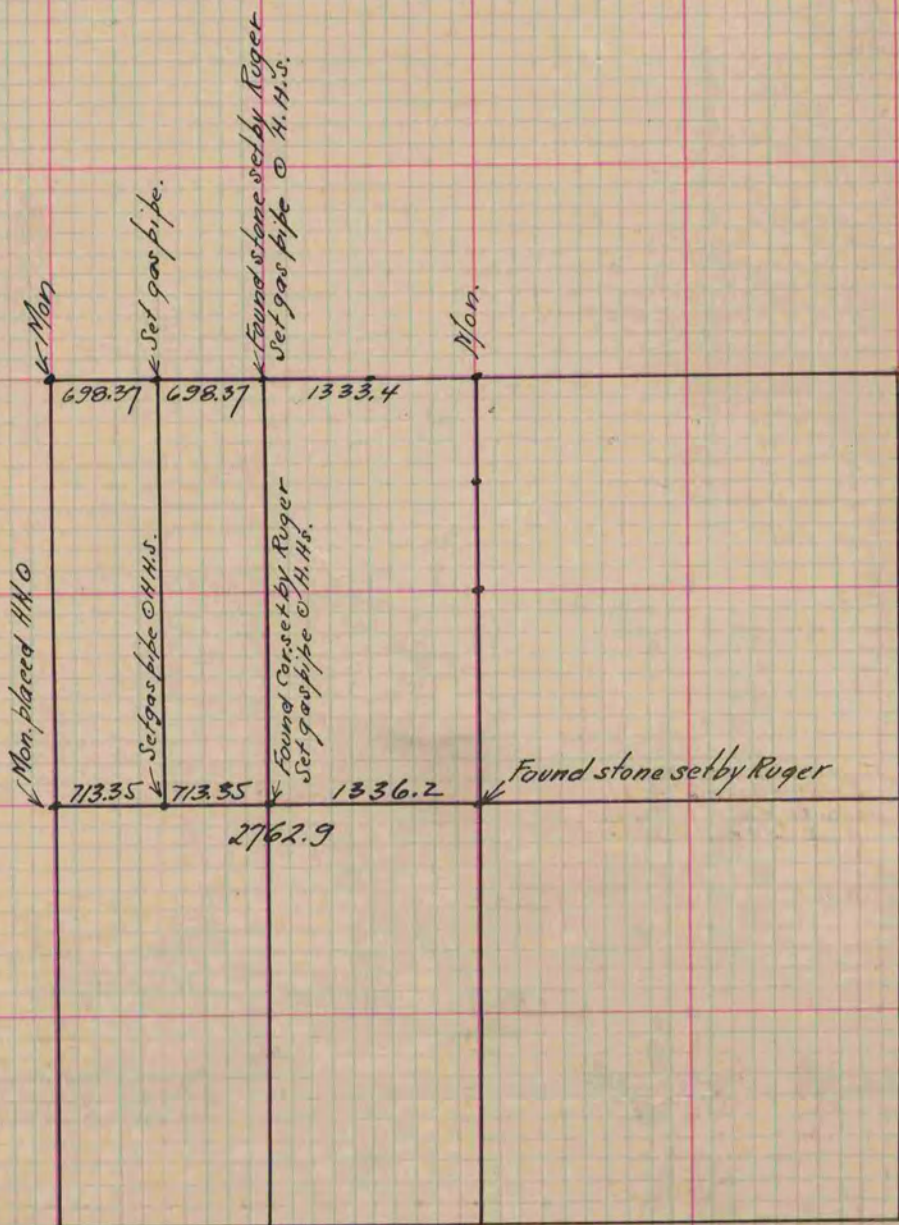 Mon
Set gas pipe.
Found stone set by Ruger
Set gas pipe @ H.H.S.
Mon.
698.37
698.37
1333.4
Mon. placed
Set gas pipe @ H.H.S.
Found Cor. set by Ruger
Set gas pipe @ H.H.S.
713.35
713.35
1336.2
Found stone set by Ruger
2762.9